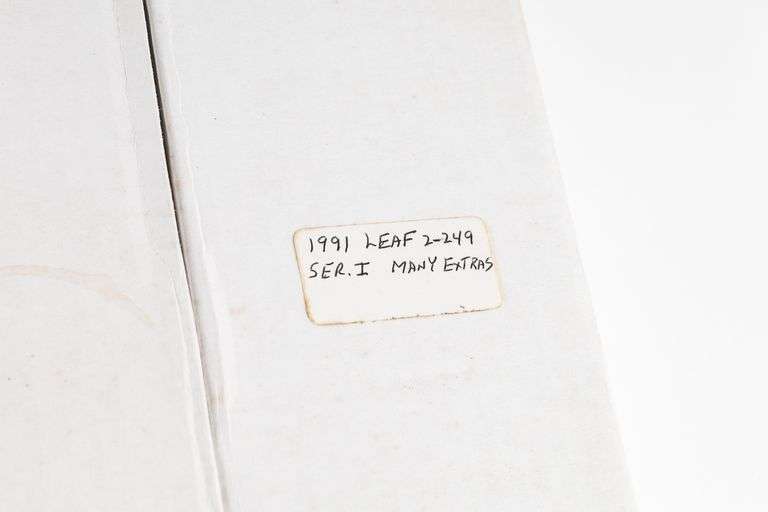 1991 LEAF 2-249
SER. I MANY EXTRAS